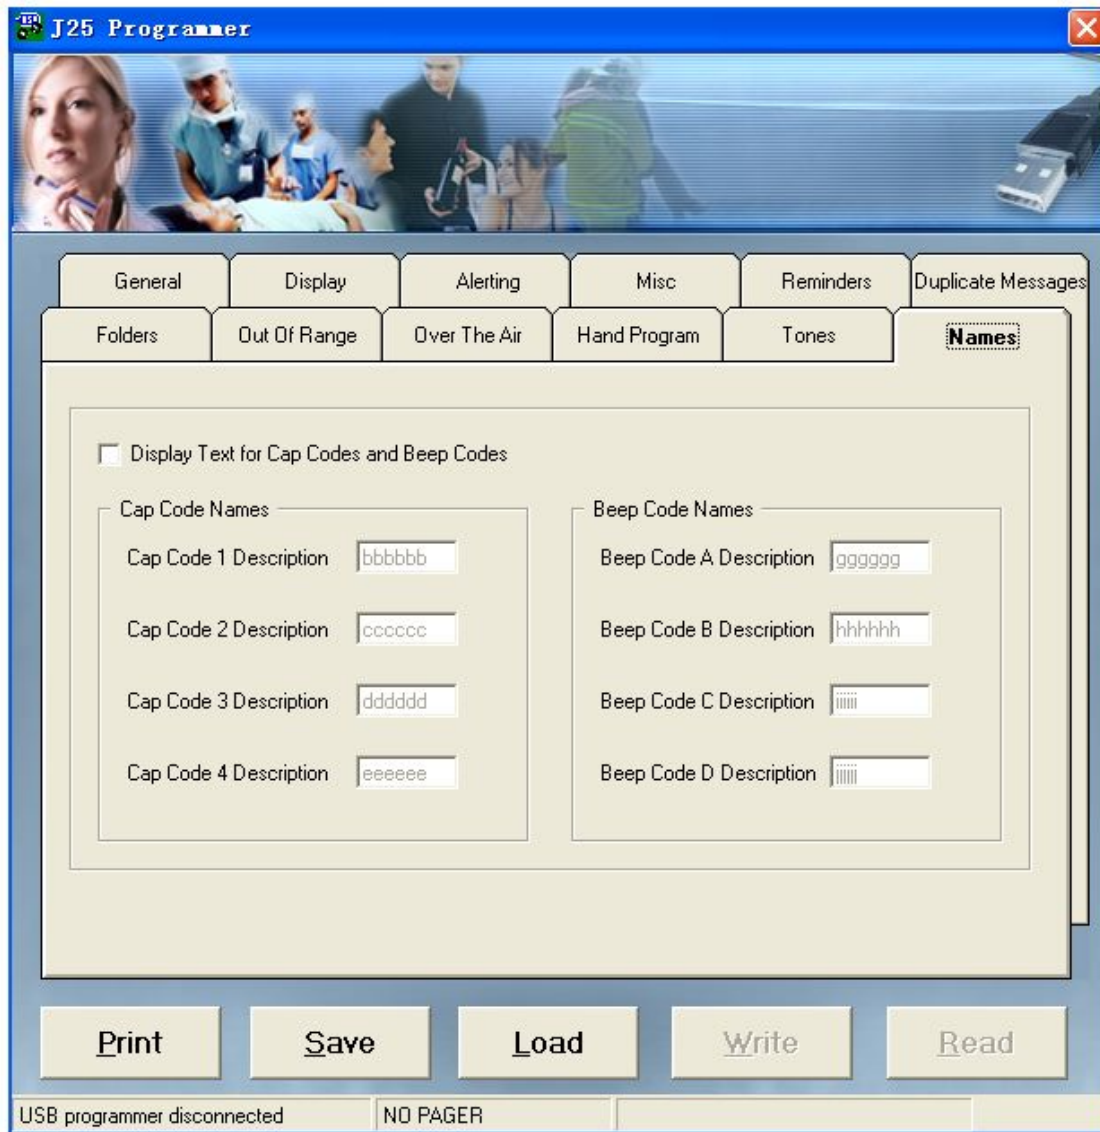 J25 Programmer
General Display Alerting Misc Reminders Duplicate Messages
Folders Out Of Range Over The Air Hand Program Tones Names
Display Text for Cap Codes and Beep Codes
Cap Code Names
Cap Code 1 Description bbbbbb
Cap Code 2 Description cccccc
Cap Code 3 Description dddddd
Cap Code 4 Description eeeeee
Beep Code Names
Beep Code A Description gggggg
Beep Code B Description hhhhhh
Beep Code C Description iiiiii
Beep Code D Description jjjjjj
Print Save Load Write Read
USB programmer disconnected NO PAGER